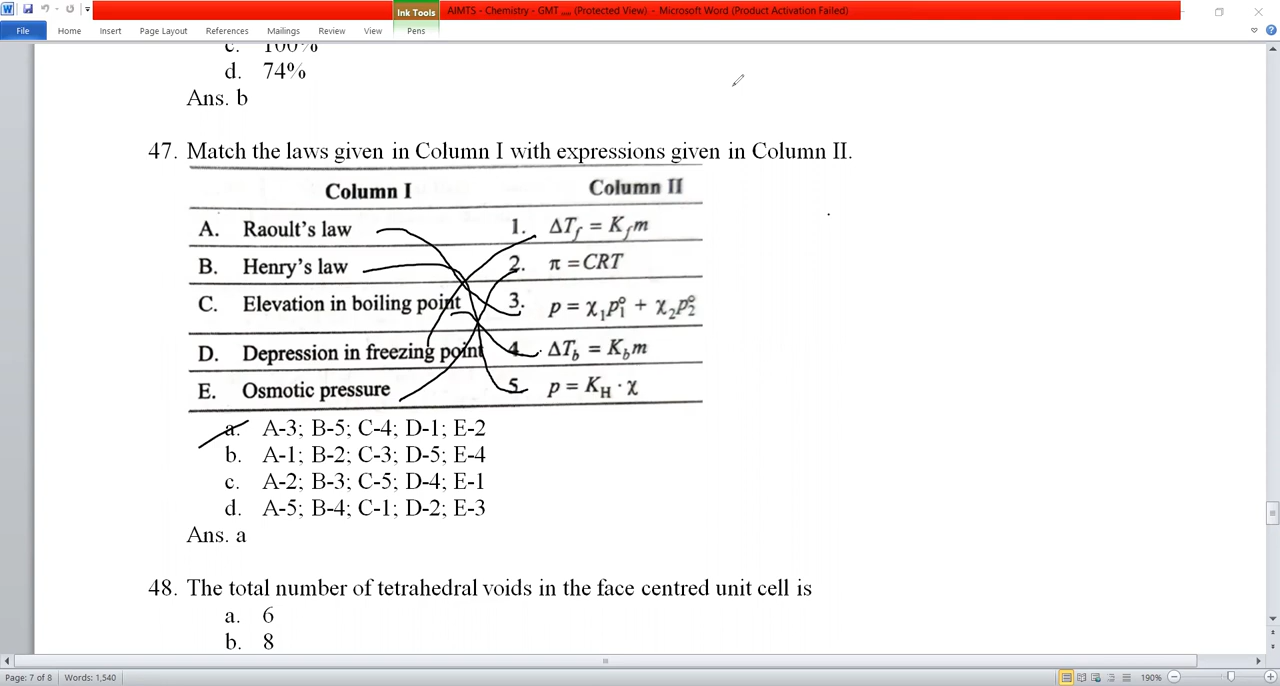 Ink Tools
AIMTS - Chemistry - GMT ,,,, (Protected View) - Microsoft Word (Product Activation Failed)
File Home Insert Page Layout References Mailings Review View Pens
c. 100%
d. 74%
Ans. b
47. Match the laws given in Column I with expressions given in Column II.
Column I Column II
A. Raoult's law 1. ΔT_f = K_f m
B. Henry's law 2. π = CRT
C. Elevation in boiling point 3. p = χ₁p₁° + χ₂p₂°
D. Depression in freezing point 4. ΔT_b = K_b m
E. Osmotic pressure 5. p = K_H · χ
a. A-3; B-5; C-4; D-1; E-2
b. A-1; B-2; C-3; D-5; E-4
c. A-2; B-3; C-5; D-4; E-1
d. A-5; B-4; C-1; D-2; E-3
Ans. a
48. The total number of tetrahedral voids in the face centred unit cell is
a. 6
b. 8
Page: 7 of 8 Words: 1,540 190%